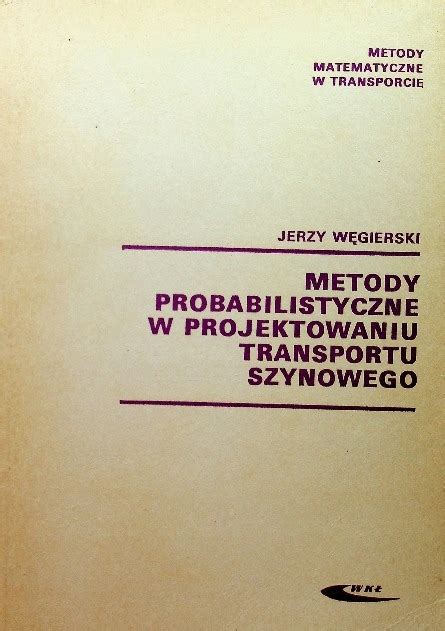 METODY
MATEMATYCZNE
W TRANSPORCIE
JERZY WĘGIERSKI
METODY
PROBABILISTYCZNE
W PROJEKTOWANIU
TRANSPORTU
SZYNOWEGO
WKŁ